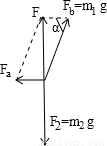 F
F_b=m_1 g
α
F_a
F_2=m_2 g